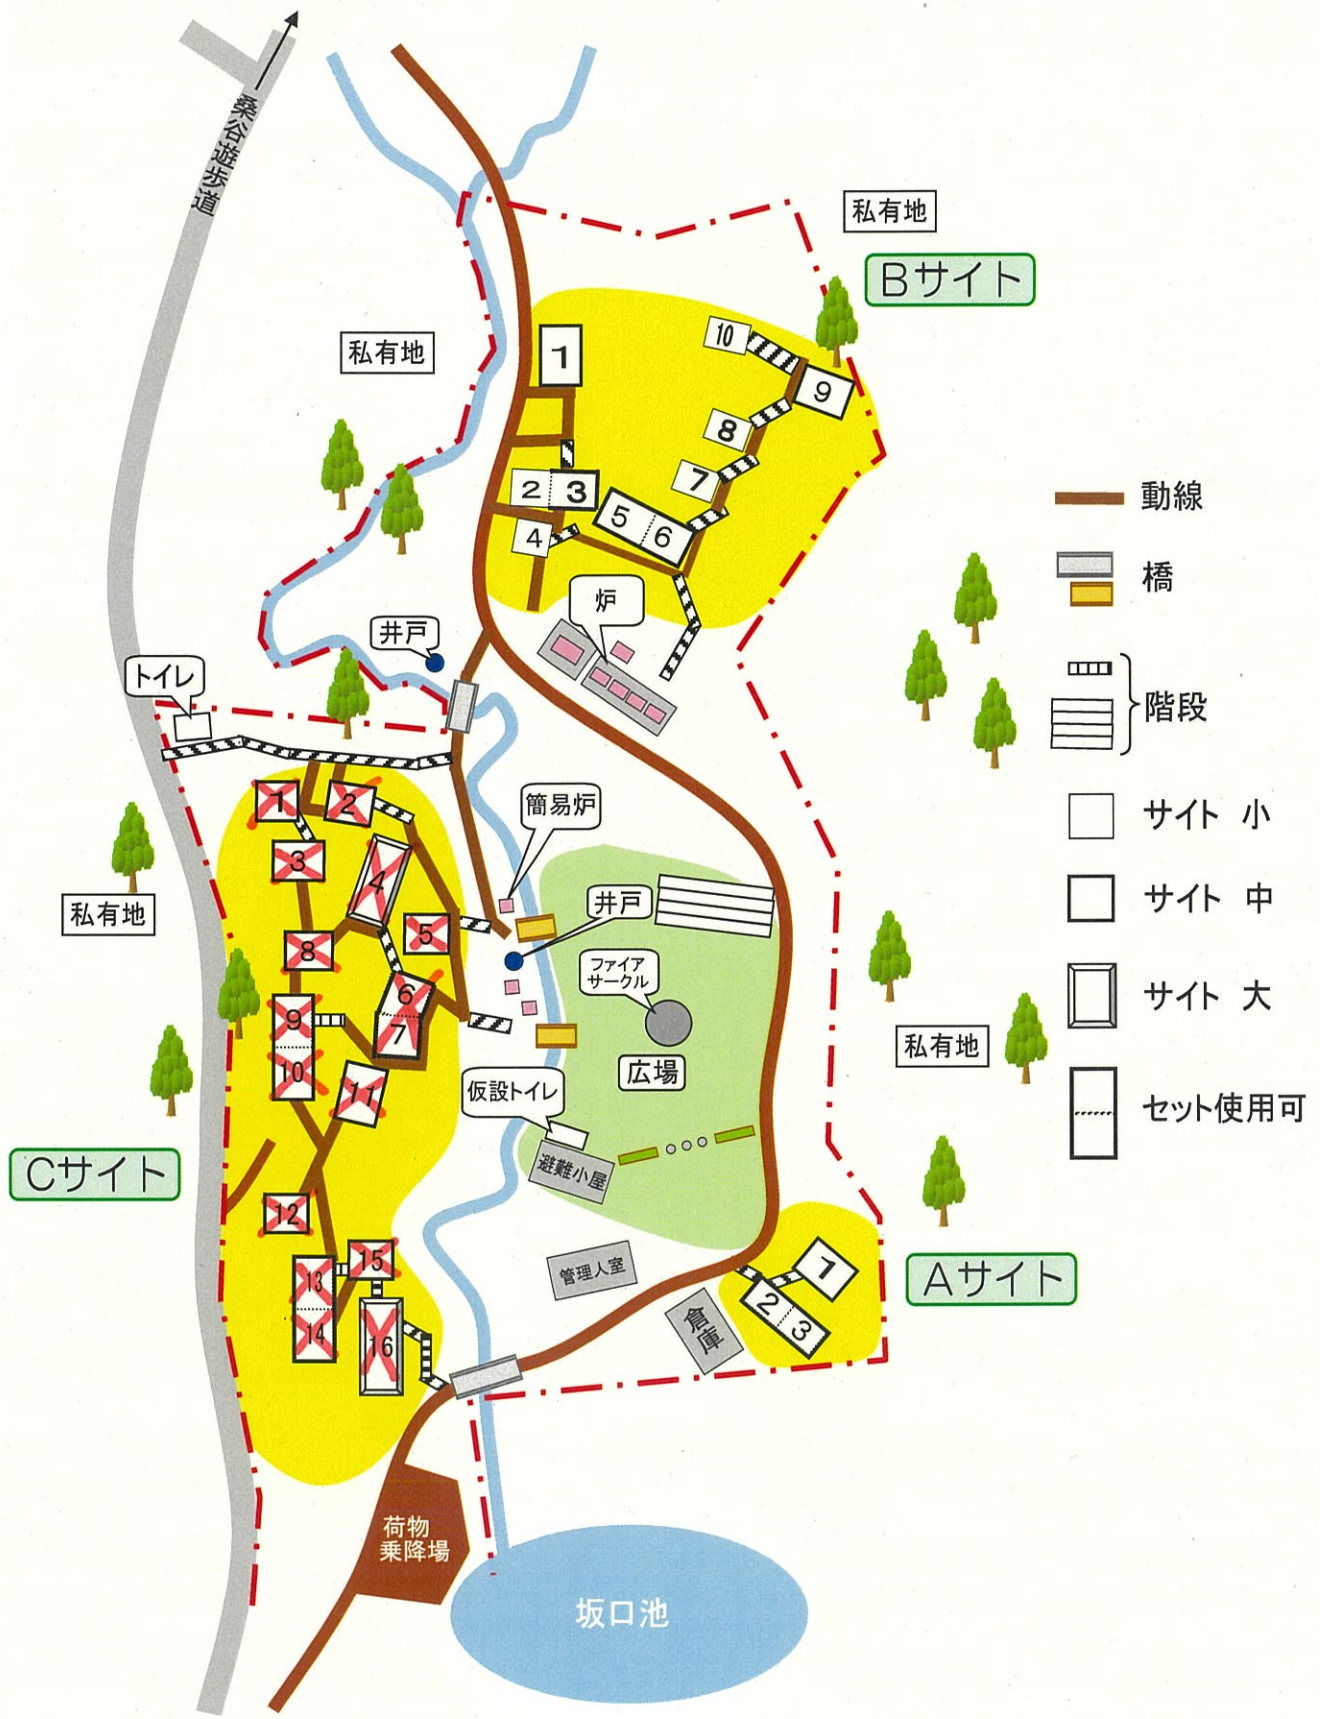 桑谷遊歩道
私有地
Bサイト
私有地
1
10
9
8
7
2
3
5
6
4
炉
井戸
トイレ
動線
橋
階段
サイト 小
サイト 中
サイト 大
セット使用可
1
2
3
4
5
6
7
8
9
10
11
12
13
14
15
16
簡易炉
井戸
ファイア
サークル
広場
私有地
私有地
仮設トイレ
避難小屋
Cサイト
管理人室
倉庫
1
2
3
Aサイト
荷物
乗降場
坂口池